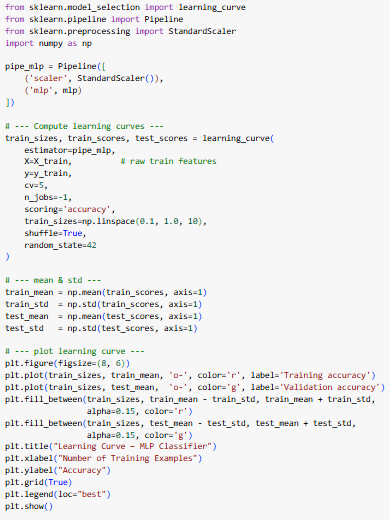 from sklearn.model_selection import learning_curve
from sklearn.pipeline import Pipeline
from sklearn.preprocessing import StandardScaler
import numpy as np

pipe_mlp = Pipeline([
    ('scaler', StandardScaler()),
    ('mlp', mlp)
])

# --- Compute learning curves ---
train_sizes, train_scores, test_scores = learning_curve(
    estimator=pipe_mlp,
    X=X_train,          # raw train features
    y=y_train,
    cv=5,
    n_jobs=-1,
    scoring='accuracy',
    train_sizes=np.linspace(0.1, 1.0, 10),
    shuffle=True,
    random_state=42
)

# --- mean & std ---
train_mean = np.mean(train_scores, axis=1)
train_std  = np.std(train_scores, axis=1)
test_mean  = np.mean(test_scores, axis=1)
test_std   = np.std(test_scores, axis=1)

# --- plot learning curve ---
plt.figure(figsize=(8, 6))
plt.plot(train_sizes, train_mean, 'o-', color='r', label='Training accuracy')
plt.plot(train_sizes, test_mean,  'o-', color='g', label='Validation accuracy')
plt.fill_between(train_sizes, train_mean - train_std, train_mean + train_std,
                 alpha=0.15, color='r')
plt.fill_between(train_sizes, test_mean - test_std, test_mean + test_std,
                 alpha=0.15, color='g')
plt.title("Learning Curve – MLP Classifier")
plt.xlabel("Number of Training Examples")
plt.ylabel("Accuracy")
plt.grid(True)
plt.legend(loc="best")
plt.show()